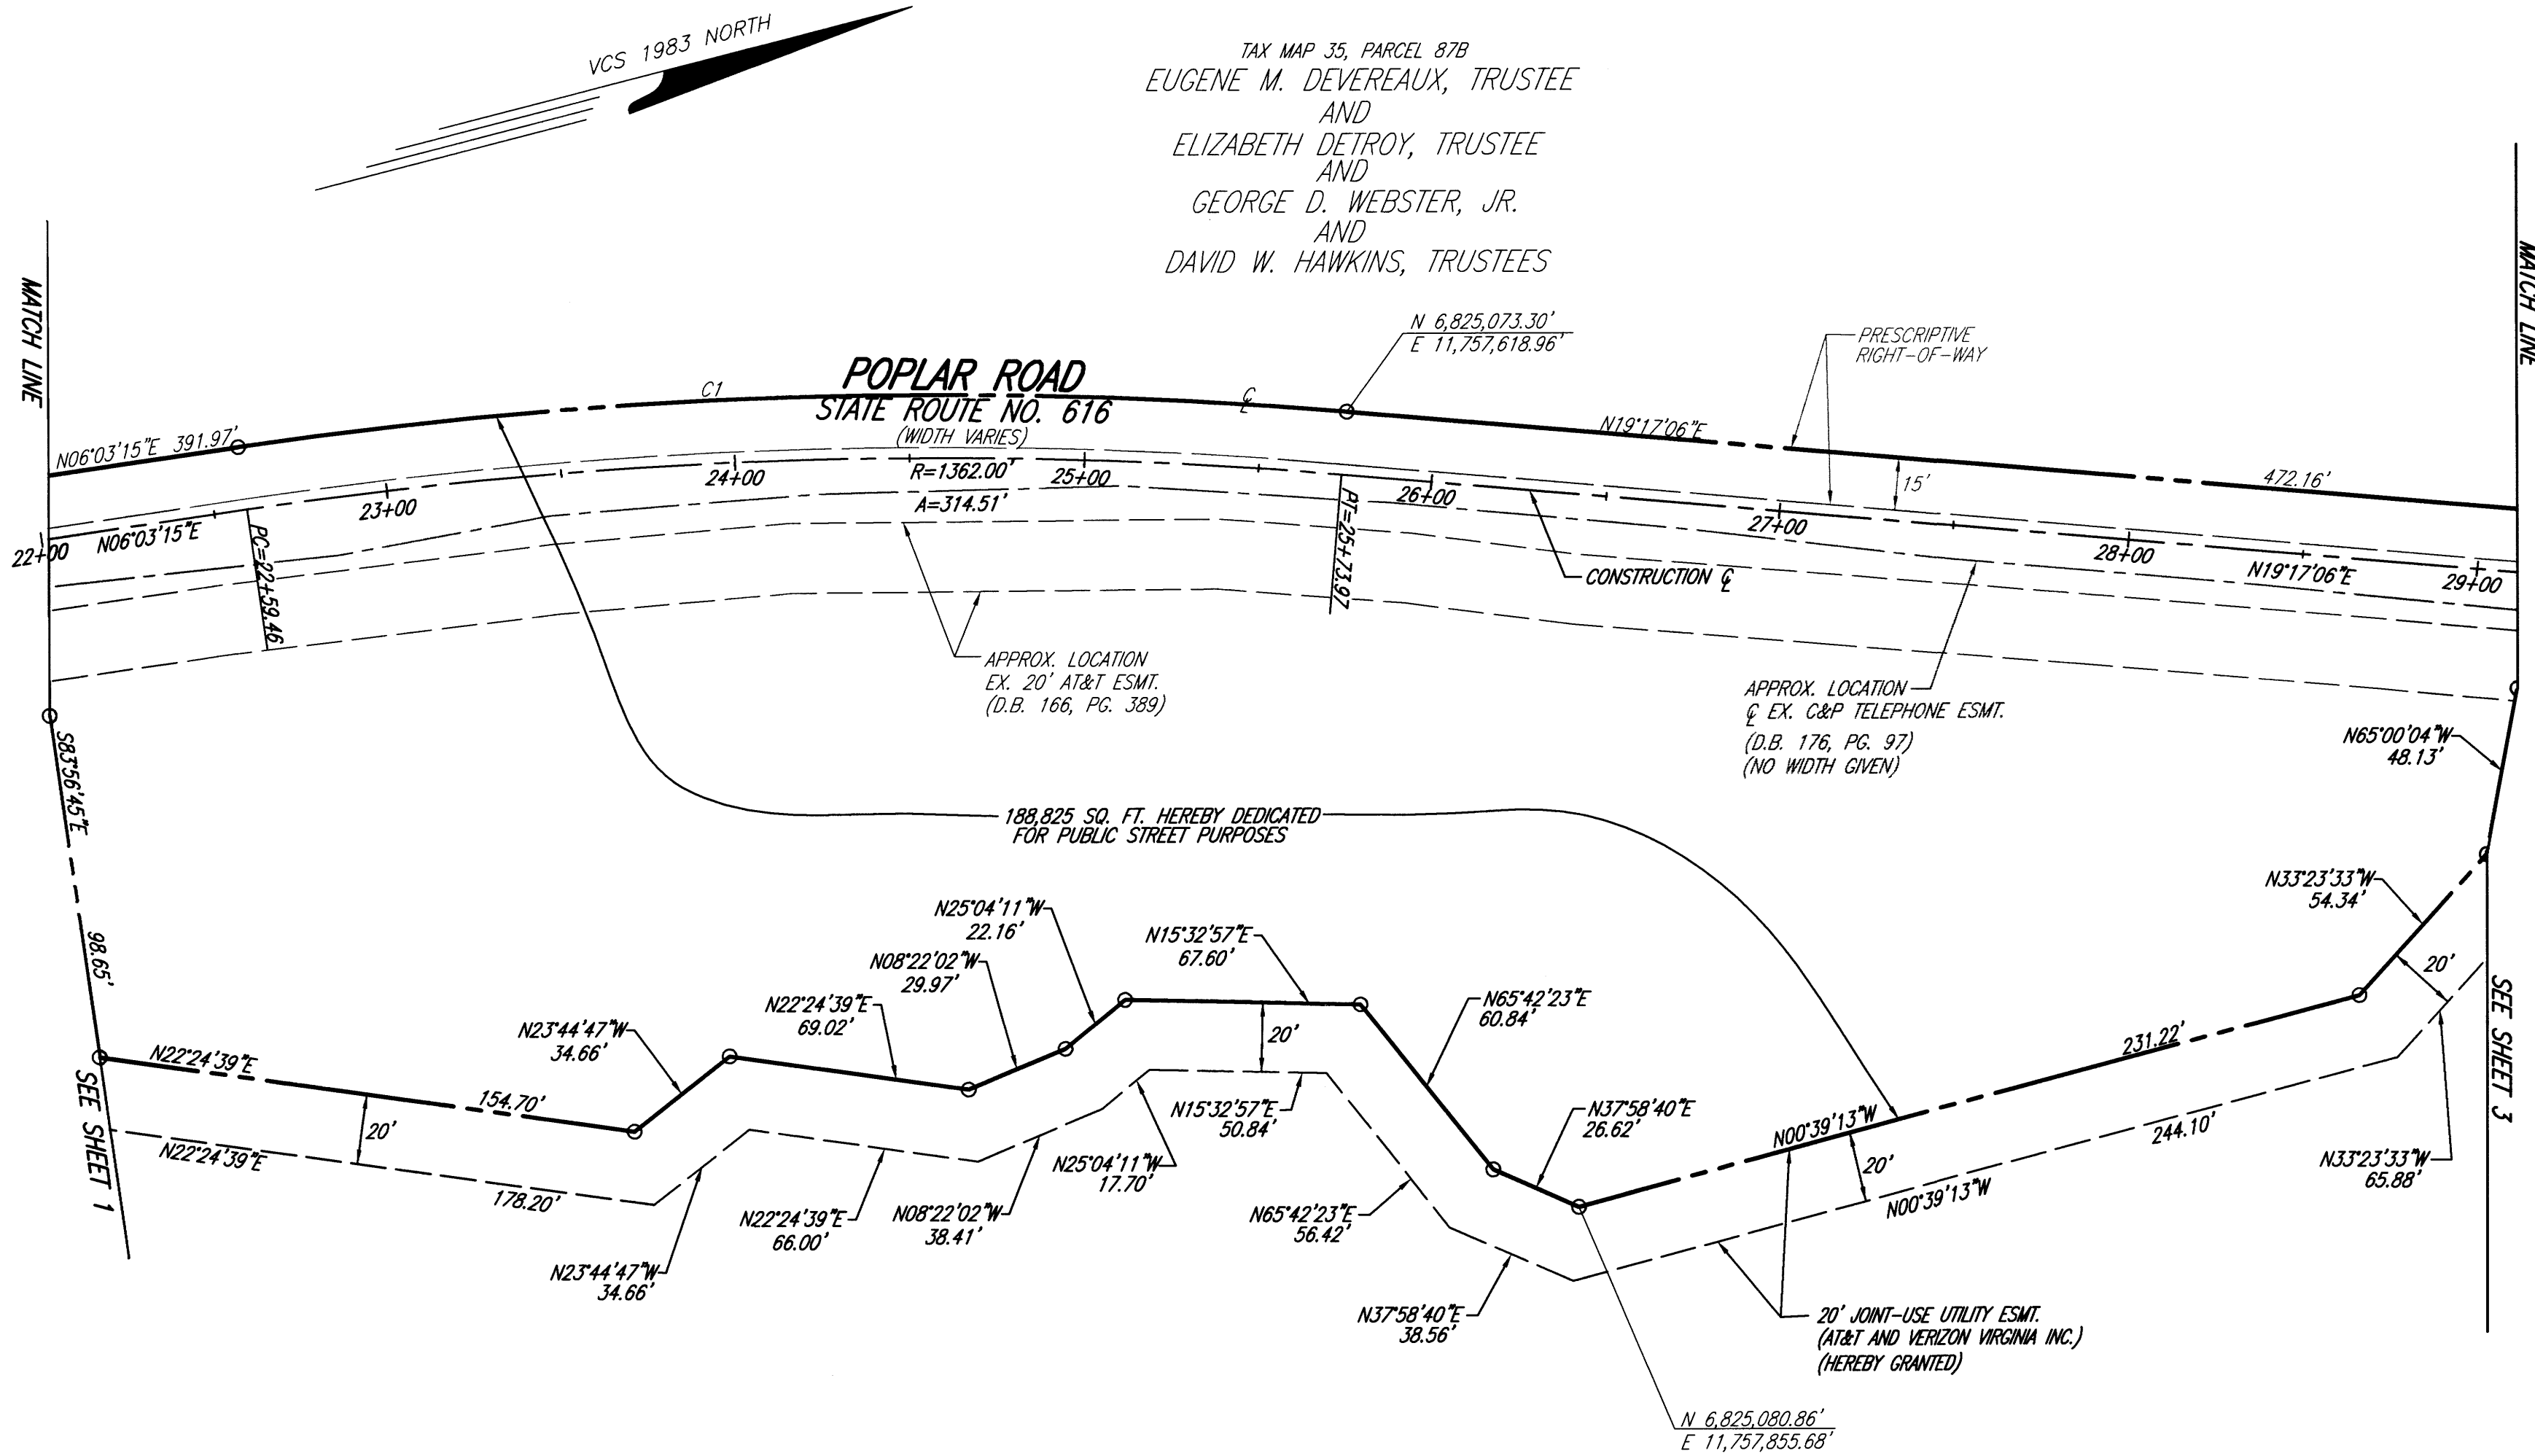 VCS 1983 NORTH
TAX MAP 35, PARCEL 87B
EUGENE M. DEVEREAUX, TRUSTEE
AND
ELIZABETH DETROY, TRUSTEE
AND
GEORGE D. WEBSTER, JR.
AND
DAVID W. HAWKINS, TRUSTEES
MATCH LINE
MATCH LINE
N 6,825,073.30'
E 11,757,618.96'
PRESCRIPTIVE
RIGHT-OF-WAY
POPLAR ROAD
STATE ROUTE NO. 616
(WIDTH VARIES)
C1
℄
N06°03'15"E 391.97'
N19°17'06"E
472.16'
15'
R=1362.00'
A=314.51'
22+00
N06°03'15"E
PC=22+59.46
23+00
24+00
25+00
PT=25+73.97
26+00
27+00
28+00
N19°17'06"E
29+00
CONSTRUCTION ℄
APPROX. LOCATION
EX. 20' AT&T ESMT.
(D.B. 166, PG. 389)
APPROX. LOCATION
℄ EX. C&P TELEPHONE ESMT.
(D.B. 176, PG. 97)
(NO WIDTH GIVEN)
N65°00'04"W
48.13'
S83°56'45"E
98.65'
188,825 SQ. FT. HEREBY DEDICATED
FOR PUBLIC STREET PURPOSES
N33°23'33"W
54.34'
N25°04'11"W
22.16'
N15°32'57"E
67.60'
N08°22'02"W
29.97'
N22°24'39"E
69.02'
N65°42'23"E
60.84'
N23°44'47"W
34.66'
20'
20'
SEE SHEET 3
N22°24'39"E
154.70'
231.22'
SEE SHEET 1
20'
N22°24'39"E
178.20'
N15°32'57"E
50.84'
N37°58'40"E
26.62'
N00°39'13"W
244.10'
20'
N00°39'13"W
N33°23'33"W
65.88'
N25°04'11"W
17.70'
N08°22'02"W
38.41'
N22°24'39"E
66.00'
N65°42'23"E
56.42'
N23°44'47"W
34.66'
N37°58'40"E
38.56'
20' JOINT-USE UTILITY ESMT.
(AT&T AND VERIZON VIRGINIA INC.)
(HEREBY GRANTED)
N 6,825,080.86'
E 11,757,855.68'